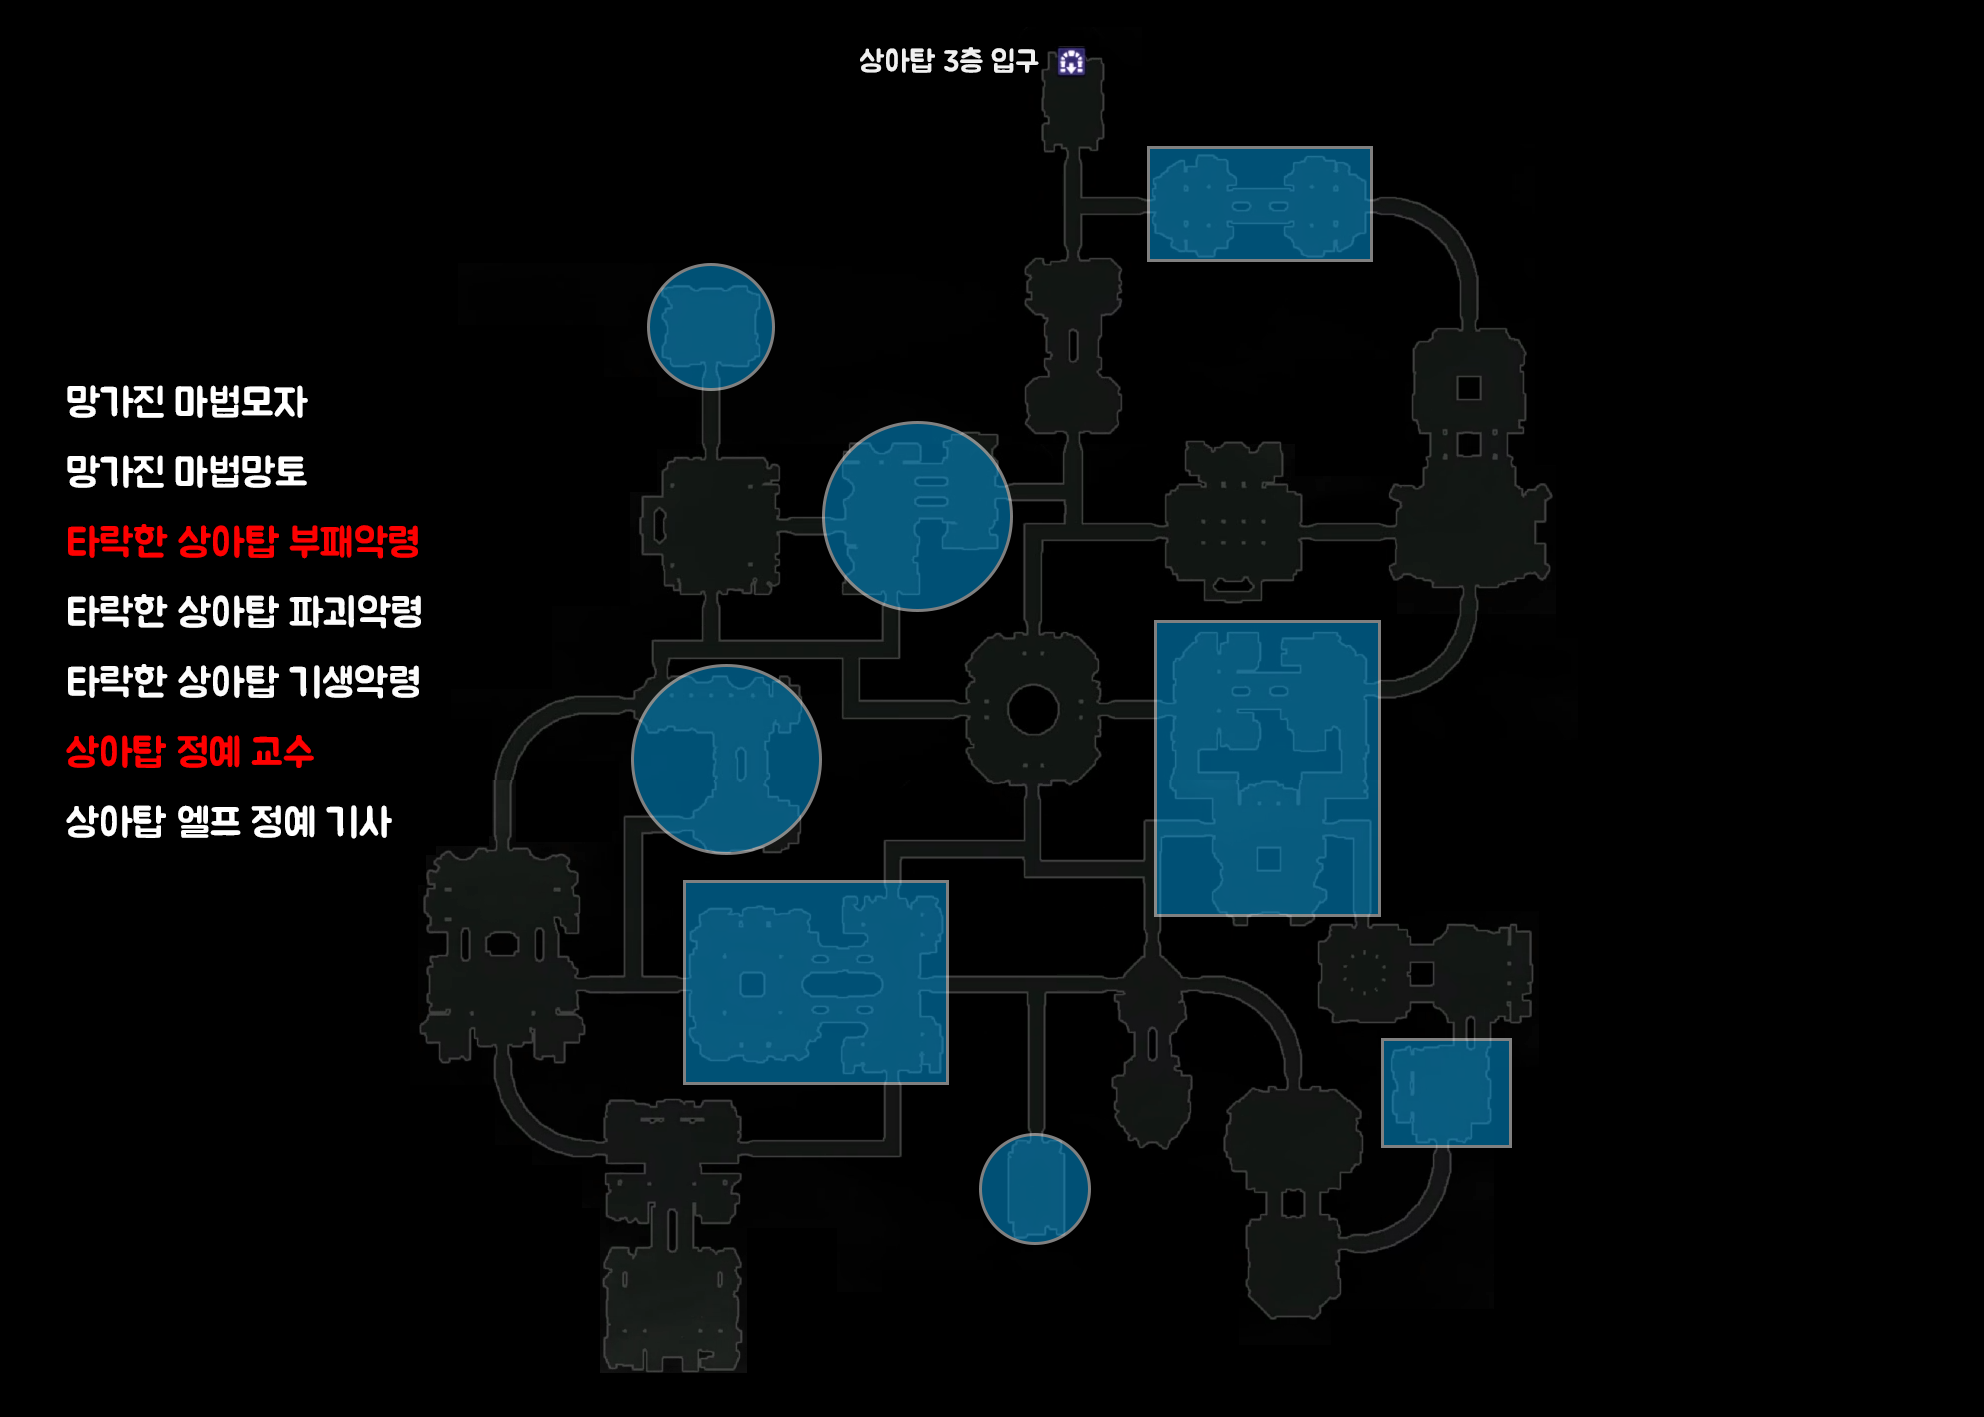 상아탑 3층 입구
망가진 마법모자
망가진 마법망토
타락한 상아탑 부패악령
타락한 상아탑 파괴악령
타락한 상아탑 기생악령
상아탑 정예 교수
상아탑 엘프 정예 기사